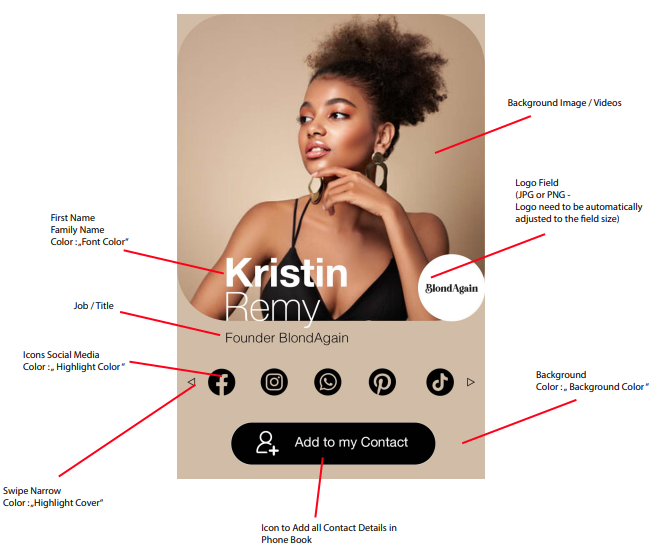 Background Image / Videos
Logo Field
(JPG or PNG -
Logo need to be automatically
adjusted to the field size)
First Name
Family Name
Color :„Font Color“
Kristin
Remy
BlondAgain
Job / Title
Founder BlondAgain
Icons Social Media
Color :„ Highlight Color“
Background
Color :„ Background Color“
Add to my Contact
Swipe Narrow
Color :„Highlight Cover“
Icon to Add all Contact Details in
Phone Book